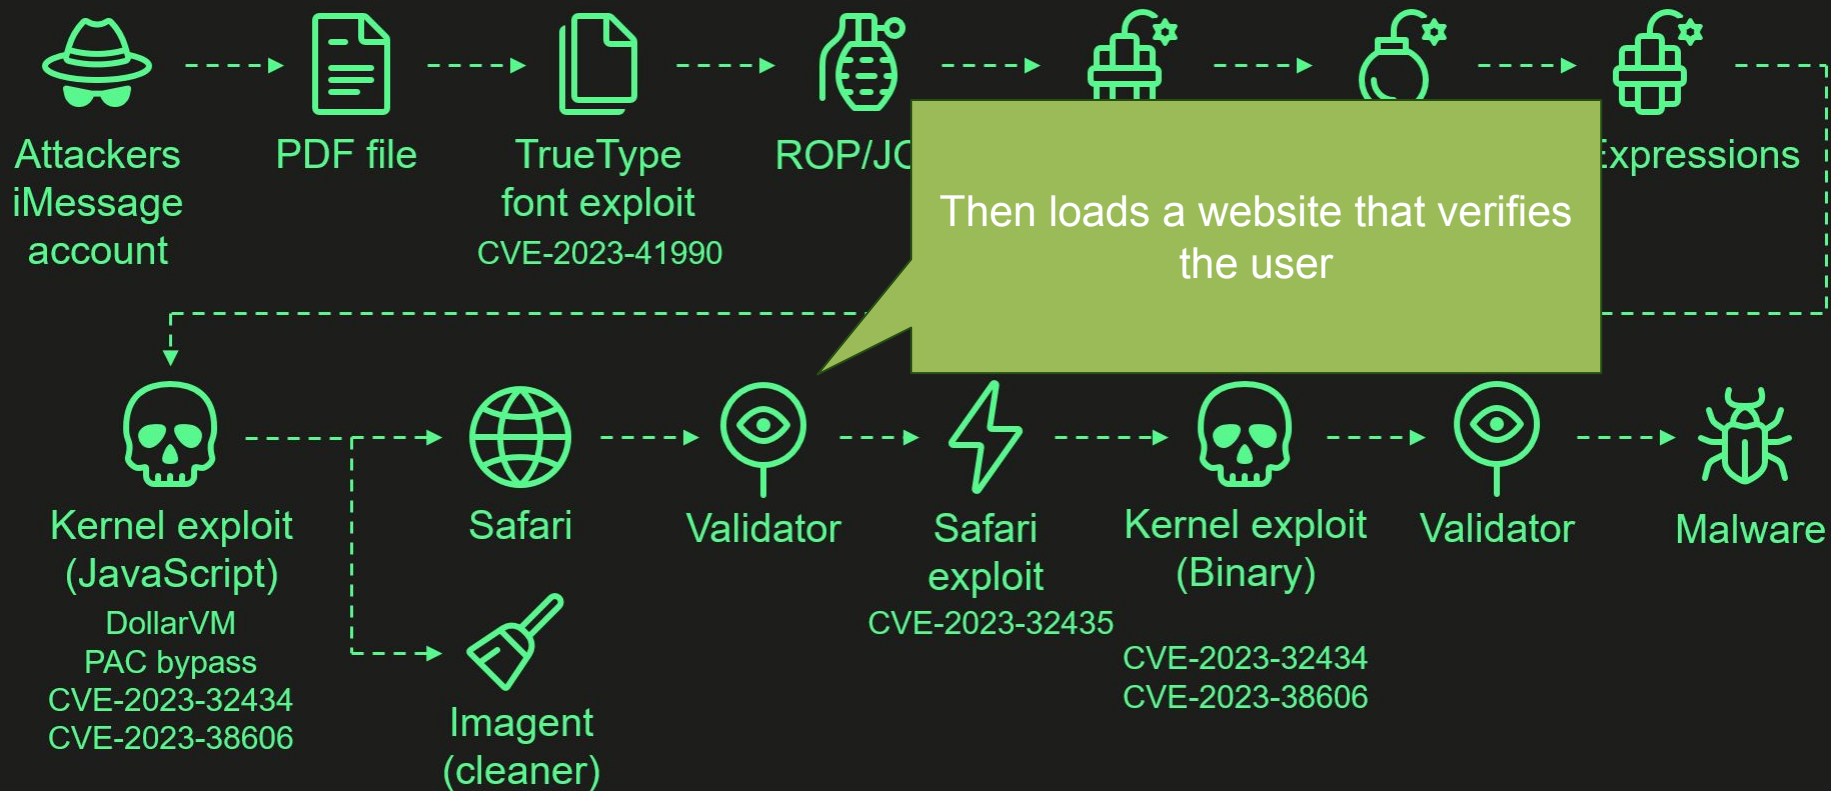 Attackers
iMessage
account
PDF file
TrueType
font exploit
CVE-2023-41990
ROP/JO
Expressions
Then loads a website that verifies
the user
Kernel exploit
(JavaScript)
DollarVM
PAC bypass
CVE-2023-32434
CVE-2023-38606
Safari
Imagent
(cleaner)
Validator
Safari
exploit
CVE-2023-32435
Kernel exploit
(Binary)
CVE-2023-32434
CVE-2023-38606
Validator
Malware